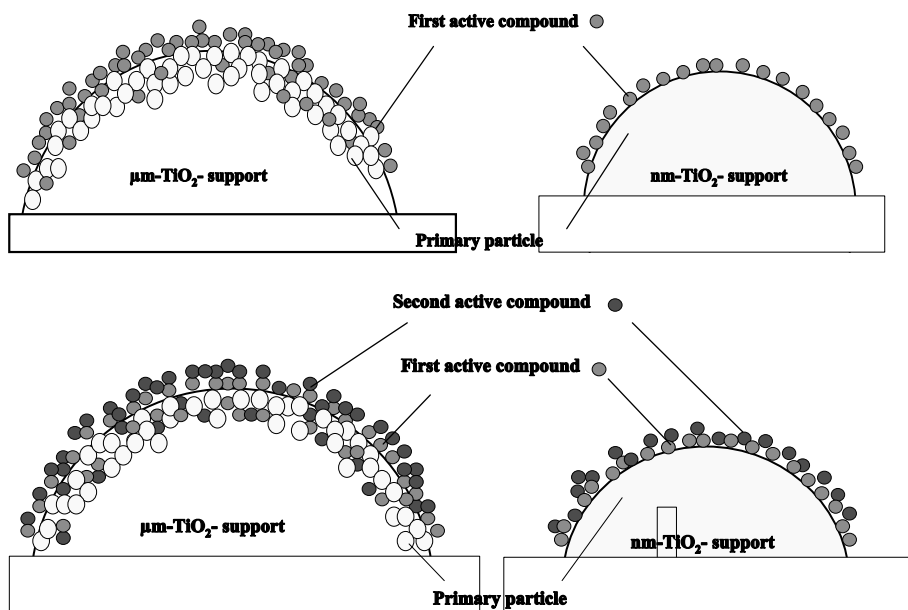 First active compound
µm-TiO₂- support
nm-TiO₂- support
Primary particle
Second active compound
First active compound
µm-TiO₂- support
nm-TiO₂- support
Primary particle